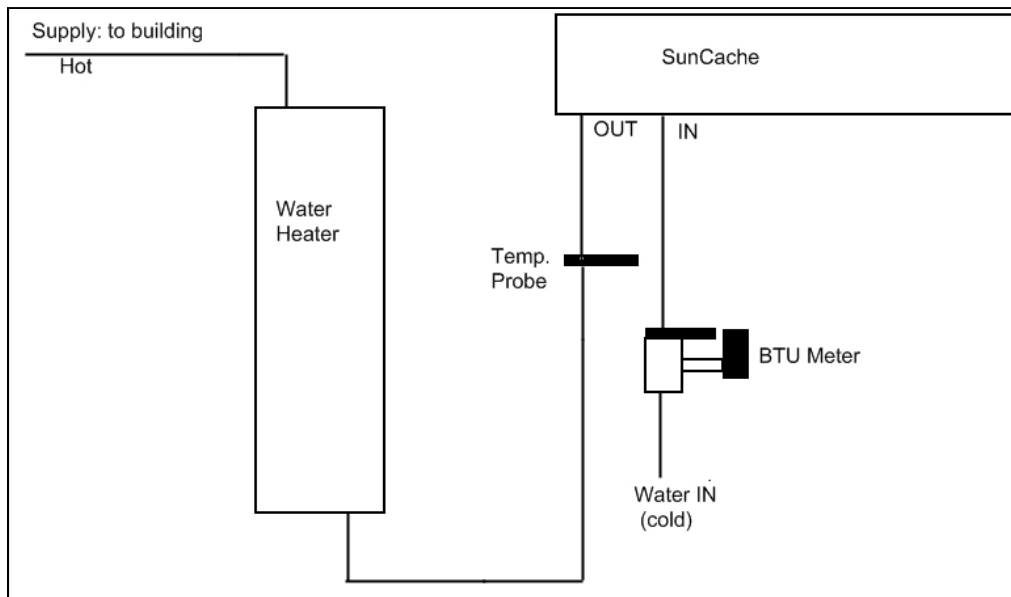 Supply: to building
Hot
SunCache
OUT
IN
Water
Heater
Temp.
Probe
BTU Meter
Water IN
(cold)